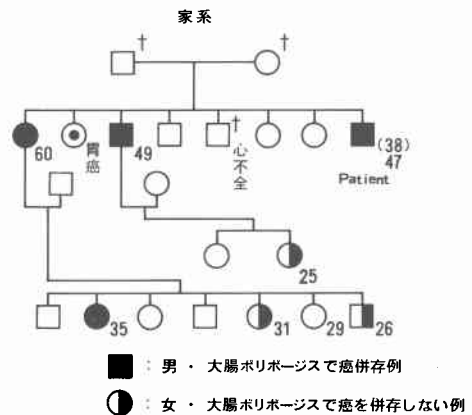 家系
† †
60 胃癌 49 †心不全 (38)
47
Patient
25
35 31 29 26
: 男・大腸ポリポージスで癌併存例
: 女・大腸ポリポージスで癌を併存しない例